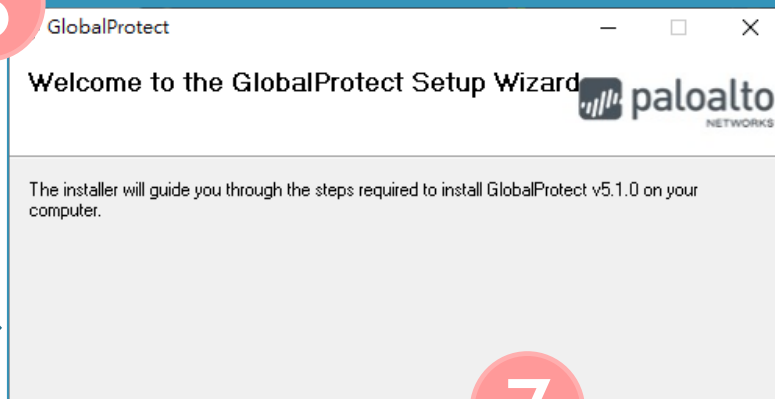 GlobalProtect
Welcome to the GlobalProtect Setup Wizard
paloalto
NETWORKS
The installer will guide you through the steps required to install GlobalProtect v5.1.0 on your
computer.
7